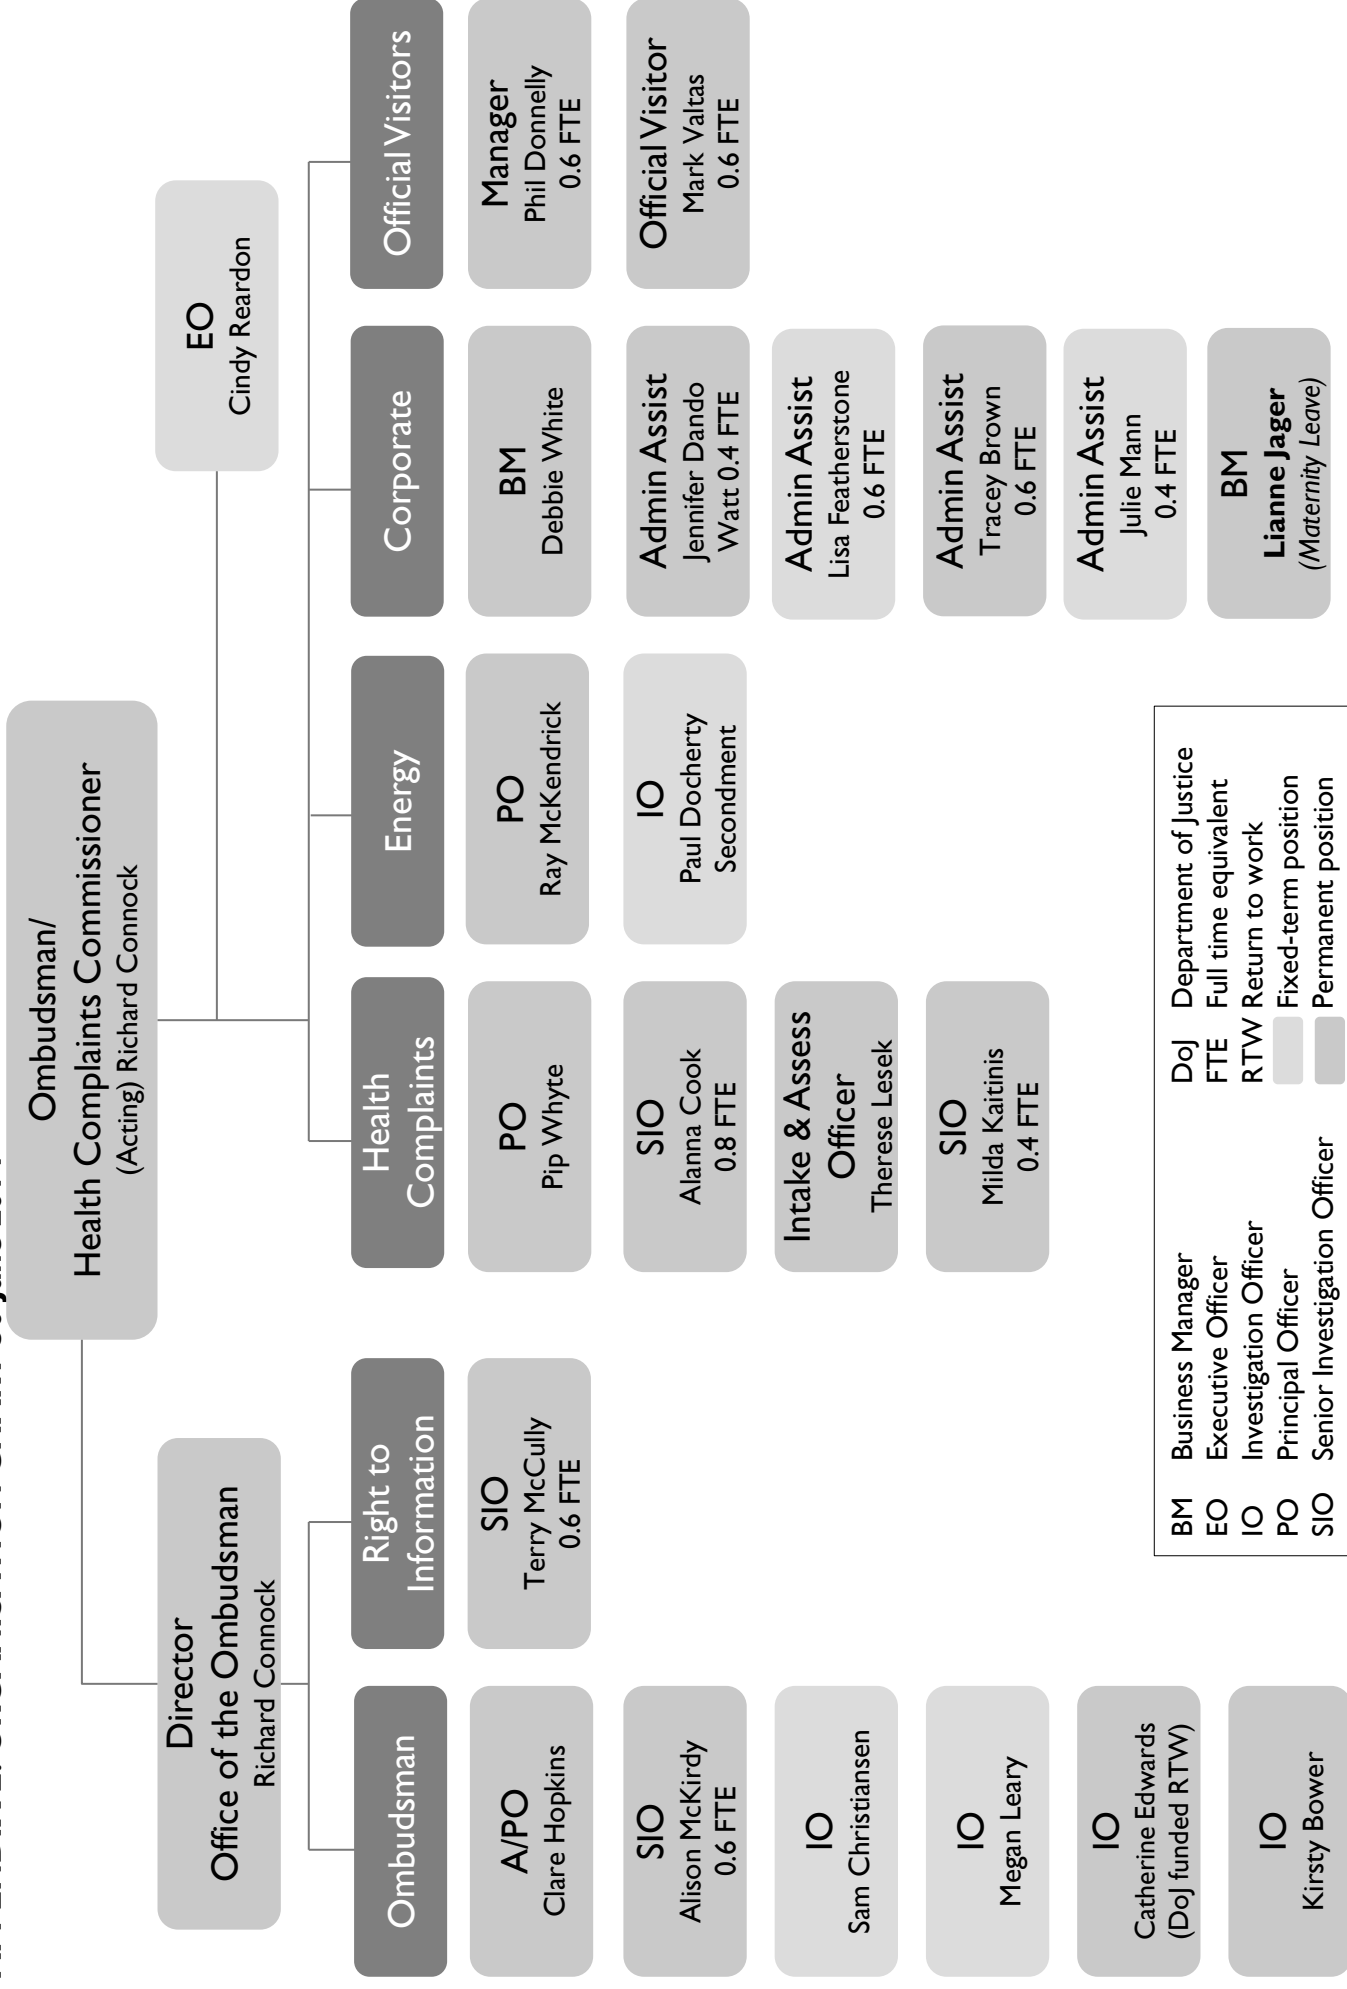 Ombudsman/
Health Complaints Commissioner
(Acting) Richard Connock
Director
Office of the Ombudsman
Richard Connock
EO
Cindy Reardon
Ombudsman
A/PO
Clare Hopkins
SIO
Alison McKirdy
0.6 FTE
IO
Sam Christiansen
IO
Megan Leary
IO
Catherine Edwards
(DoJ funded RTW)
IO
Kirsty Bower
Right to
Information
SIO
Terry McCully
0.6 FTE
Health
Complaints
PO
Pip Whyte
SIO
Alanna Cook
0.8 FTE
Intake & Assess
Officer
Therese Lesek
SIO
Milda Kaitinis
0.4 FTE
Energy
PO
Ray McKendrick
IO
Paul Docherty
Secondment
Corporate
BM
Debbie White
Admin Assist
Jennifer Dando
Watt 0.4 FTE
Admin Assist
Lisa Featherstone
0.6 FTE
Admin Assist
Tracey Brown
0.6 FTE
Admin Assist
Julie Mann
0.4 FTE
BM
Lianne Jager
(Maternity Leave)
Official Visitors
Manager
Phil Donnelly
0.6 FTE
Official Visitor
Mark Valtas
0.6 FTE
BM Business Manager
EO Executive Officer
IO Investigation Officer
PO Principal Officer
SIO Senior Investigation Officer
DoJ Department of Justice
FTE Full time equivalent
RTW Return to work
Fixed-term position
Permanent position